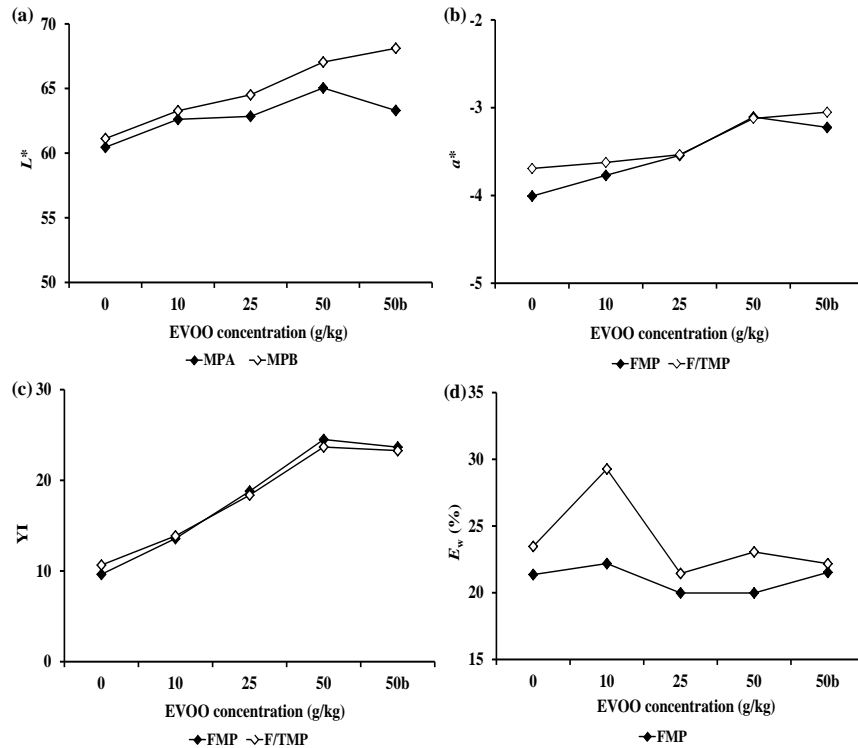 (a)
70
65
60
55
50
L*
0 10 25 50 50b
EVOO concentration (g/kg)
MPA MPB
(b)
-2
-3
-4
-5
a*
0 10 25 50 50b
EVOO concentration (g/kg)
FMP F/TMP
(c)
30
20
10
0
YI
0 10 25 50 50b
EVOO concentration (g/kg)
FMP F/TMP
(d)
35
30
25
20
15
Ew (%)
0 10 25 50 50b
EVOO concentration (g/kg)
FMP